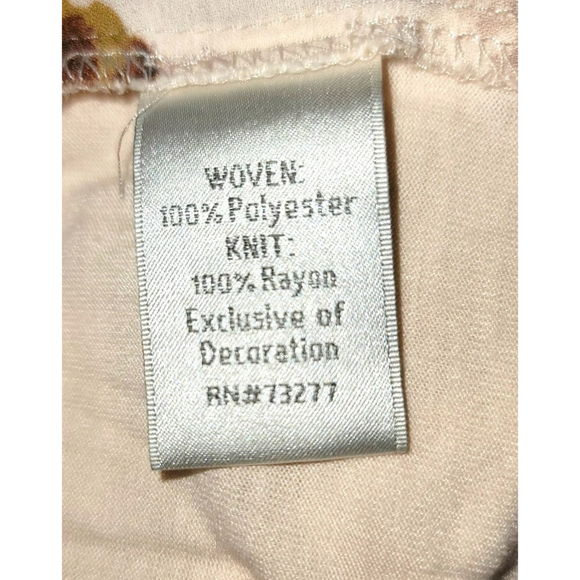 WOVEN:
100% Polyester
KNIT:
100% Rayon
Exclusive of
Decoration
RN#73277